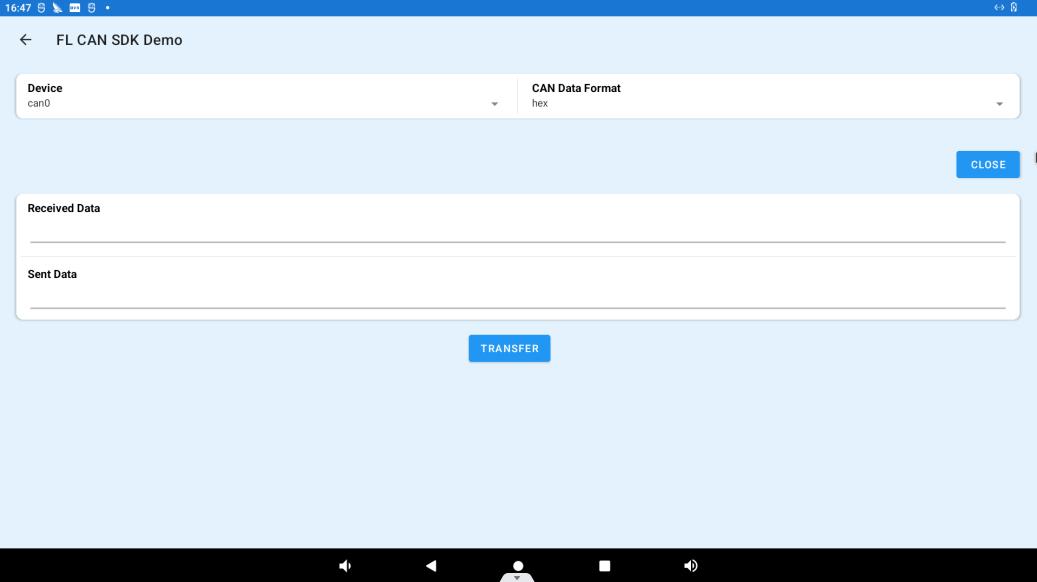 16:47
FL CAN SDK Demo
Device
can0
CAN Data Format
hex
CLOSE
Received Data
Sent Data
TRANSFER